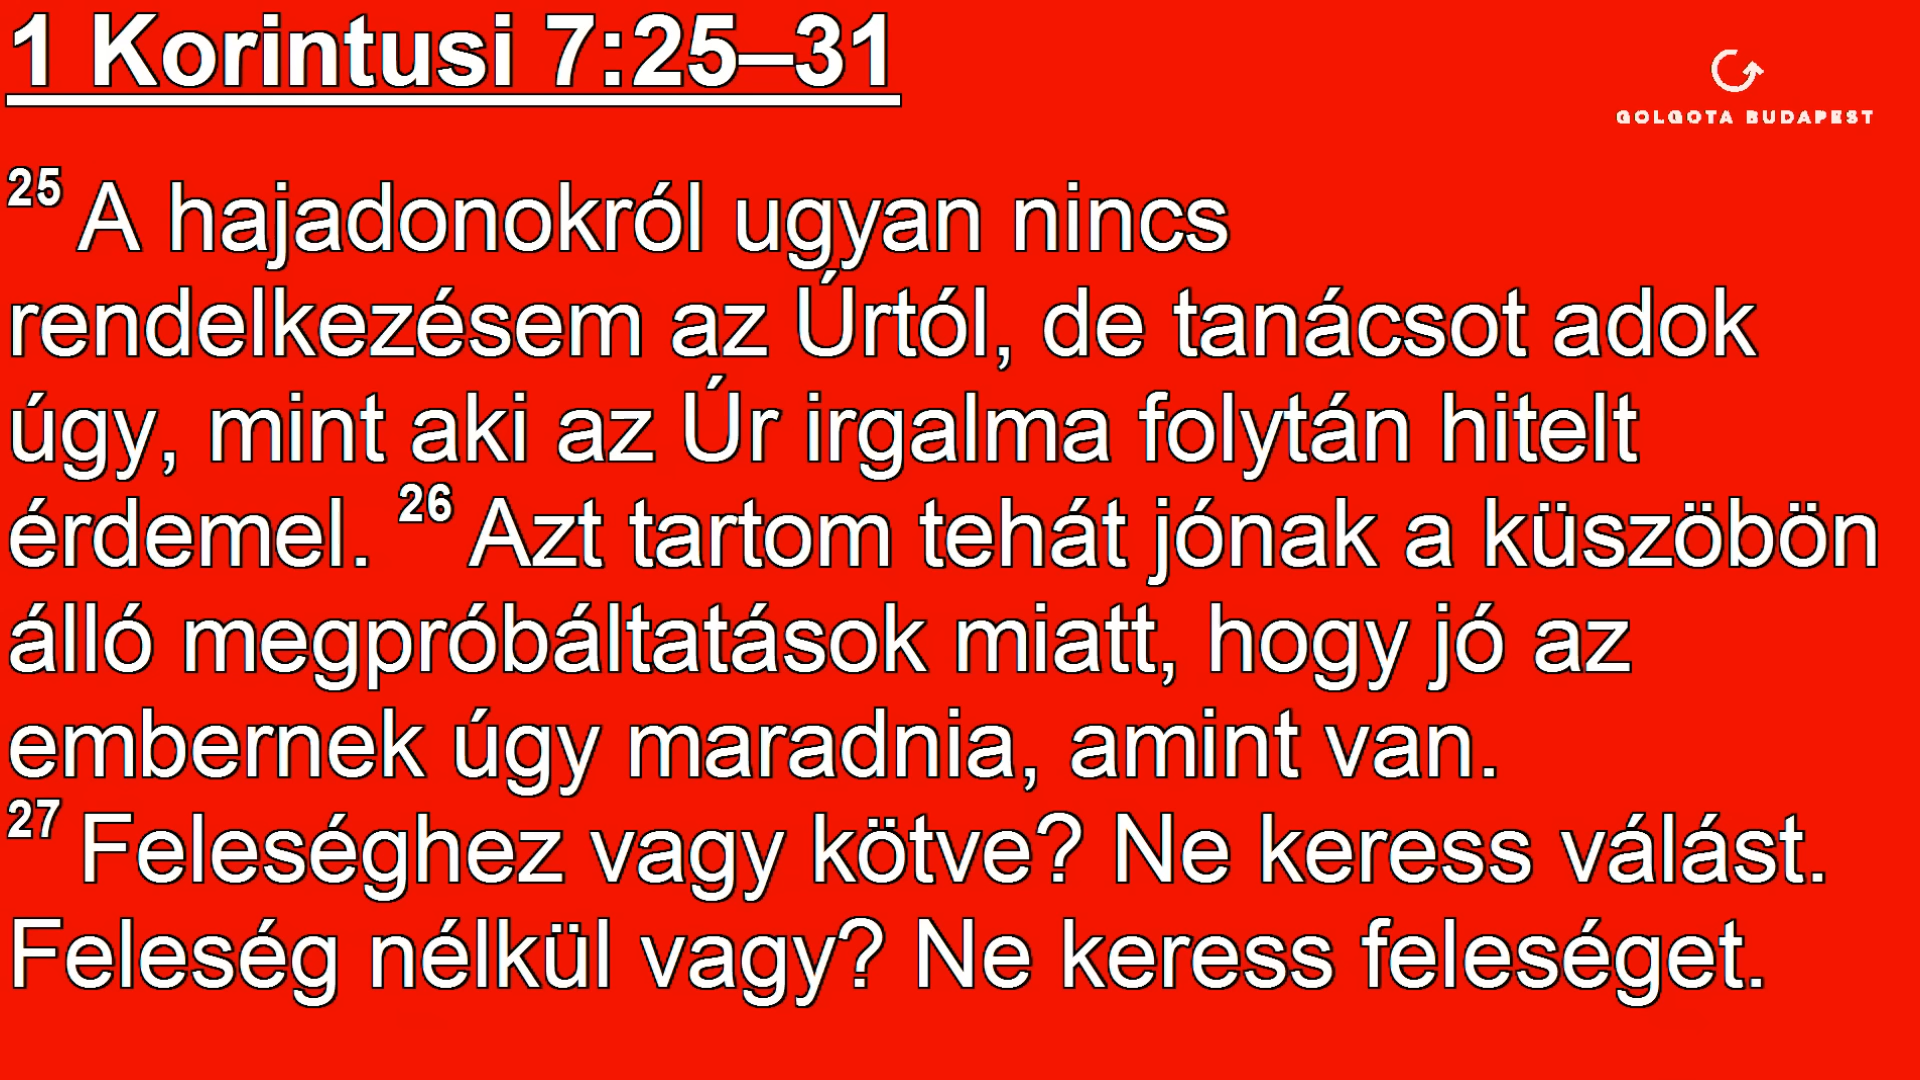 1 Korintusi 7:25–31
GOLGOTA BUDAPEST
25 A hajadonokról ugyan nincs
rendelkezésem az Úrtól, de tanácsot adok
úgy, mint aki az Úr irgalma folytán hitelt
érdemel. 26 Azt tartom tehát jónak a küszöbön
álló megpróbáltatások miatt, hogy jó az
embernek úgy maradnia, amint van.
27 Feleséghez vagy kötve? Ne keress válást.
Feleség nélkül vagy? Ne keress feleséget.